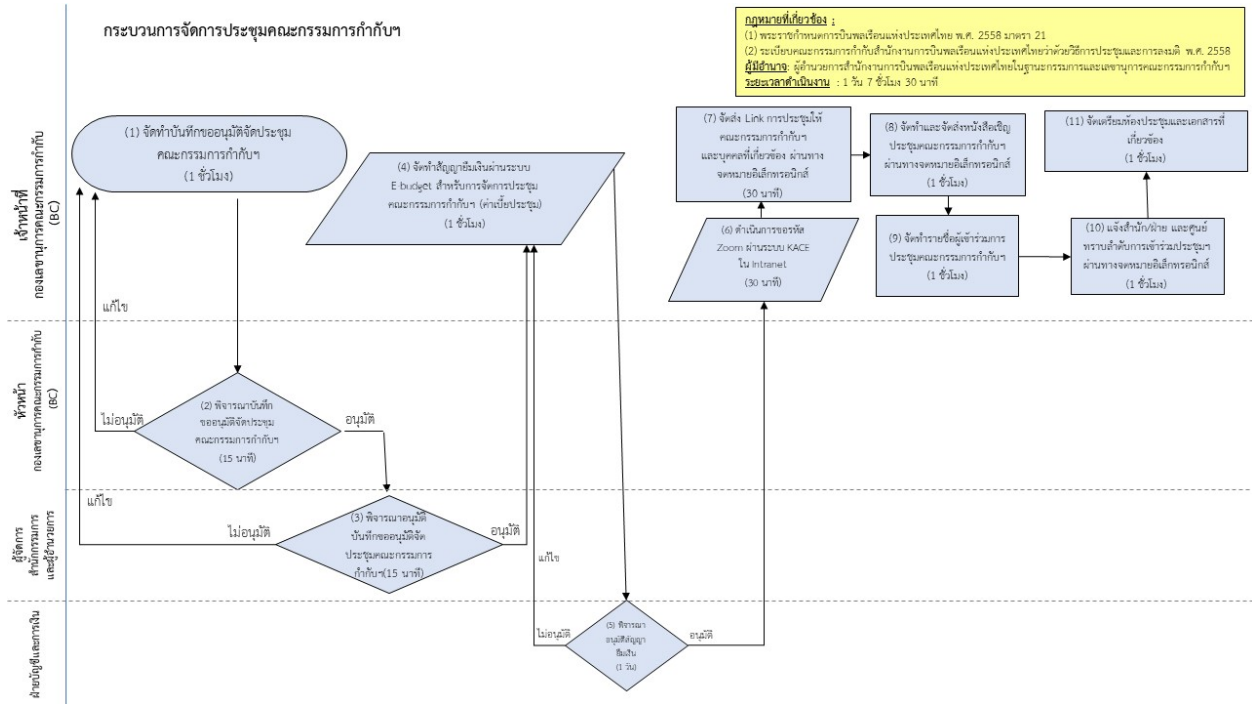 กระบวนการจัดการประชุมคณะกรรมการกำกับฯ
กฎหมายที่เกี่ยวข้อง :
(1) พระราชกำหนดการบินพลเรือนแห่งประเทศไทย พ.ศ. 2558 มาตรา 21
(2) ระเบียบคณะกรรมการกำกับสำนักงานการบินพลเรือนแห่งประเทศไทยว่าด้วยวิธีการประชุมและการลงมติ พ.ศ. 2558
ผู้มีอำนาจ: ผู้อำนวยการสำนักงานการบินพลเรือนแห่งประเทศไทยในฐานะกรรมการและเลขานุการคณะกรรมการกำกับฯ
ระยะเวลาดำเนินงาน : 1 วัน 7 ชั่วโมง 30 นาที
เจ้าหน้าที่
กองเลขานุการคณะกรรมการกำกับ
(BC)
(1) จัดทำบันทึกขออนุมัติจัดประชุม
คณะกรรมการกำกับฯ
(1 ชั่วโมง)
(4) จัดทำสัญญายืมเงินผ่านระบบ
E budget สำหรับการจัดการประชุม
คณะกรรมการกำกับฯ (ค่าเบี้ยประชุม)
(1 ชั่วโมง)
(7) จัดส่ง Link การประชุมให้
คณะกรรมการกำกับฯ
และบุคคลที่เกี่ยวข้อง ผ่านทาง
จดหมายอิเล็กทรอนิกส์
(30 นาที)
(8) จัดทำและจัดส่งหนังสือเชิญ
ประชุมคณะกรรมการกำกับฯ
ผ่านทางจดหมายอิเล็กทรอนิกส์
(1 ชั่วโมง)
(11) จัดเตรียมห้องประชุมและเอกสารที่
เกี่ยวข้อง
(1 ชั่วโมง)
(6) ดำเนินการขอรหัส
Zoom ผ่านระบบ KACE
ใน Intranet
(30 นาที)
(9) จัดทำรายชื่อผู้เข้าร่วมการ
ประชุมคณะกรรมการกำกับฯ
(1 ชั่วโมง)
(10) แจ้งสำนัก/ฝ่าย และศูนย์
ทราบลำดับการเข้าร่วมประชุมฯ
ผ่านทางจดหมายอิเล็กทรอนิกส์
(1 ชั่วโมง)
แก้ไข
หัวหน้า
กองเลขานุการคณะกรรมการกำกับ
(BC)
ไม่อนุมัติ
(2) พิจารณาบันทึก
ขออนุมัติจัดประชุม
คณะกรรมการกำกับฯ
(15 นาที)
อนุมัติ
แก้ไข
ผู้จัดการ
สำนักกรรมการ
และผู้อำนวยการ
ไม่อนุมัติ
(3) พิจารณาอนุมัติ
บันทึกขออนุมัติจัด
ประชุมคณะกรรมการ
กำกับฯ(15 นาที)
อนุมัติ
แก้ไข
ฝ่ายบัญชีและการเงิน
ไม่อนุมัติ
(5) พิจารณา
อนุมัติสัญญา
ยืมเงิน
(1 วัน)
อนุมัติ